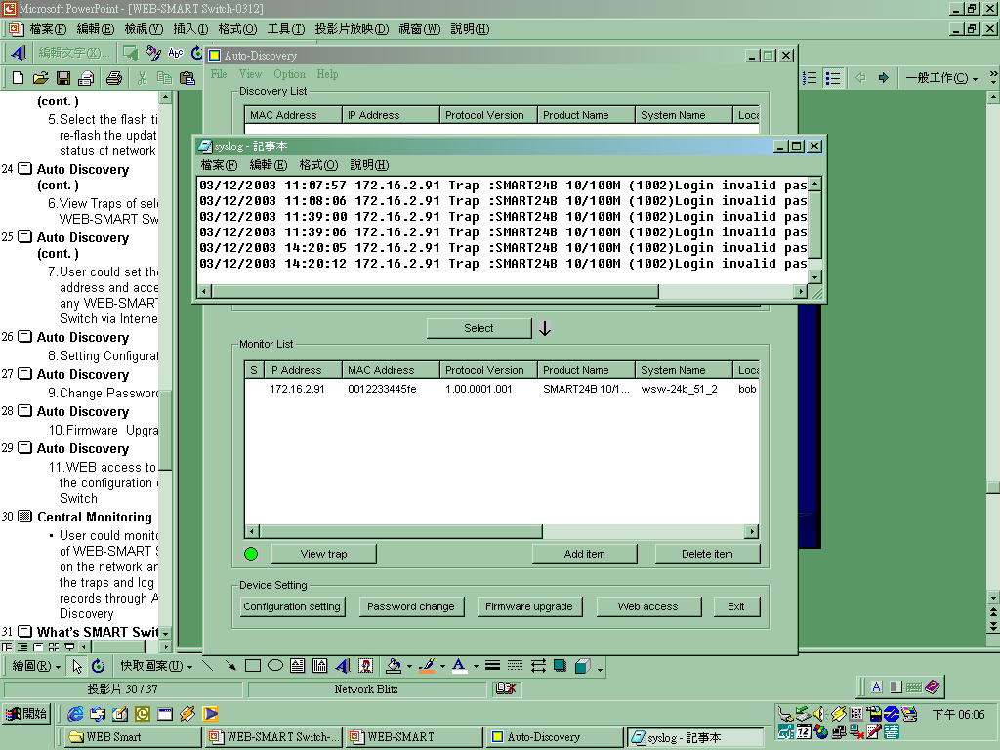 Microsoft PowerPoint - [WEB-SMART Switch-0312]
檔案(F) 編輯(E) 檢視(V) 插入(I) 格式(O) 工具(T) 投影片放映(D) 視窗(W) 說明(H)
編輯文字(X)...
Abc
一般工作(C)
Auto-Discovery
File View Option Help
Discovery List
MAC Address IP Address Protocol Version Product Name System Name Loca
syslog - 記事本
檔案(F) 編輯(E) 格式(O) 說明(H)
03/12/2003 11:07:57 172.16.2.91 Trap :SMART24B 10/100M (1002)Login invalid pas
03/12/2003 11:08:06 172.16.2.91 Trap :SMART24B 10/100M (1002)Login invalid pas
03/12/2003 11:39:00 172.16.2.91 Trap :SMART24B 10/100M (1002)Login invalid pas
03/12/2003 11:39:06 172.16.2.91 Trap :SMART24B 10/100M (1002)Login invalid pas
03/12/2003 14:20:05 172.16.2.91 Trap :SMART24B 10/100M (1002)Login invalid pas
03/12/2003 14:20:12 172.16.2.91 Trap :SMART24B 10/100M (1002)Login invalid pas
(cont. )
5.Select the flash ti
re-flash the updat
status of network
24 Auto Discovery
(cont. )
6.View Traps of sel
WEB-SMART Sw
25 Auto Discovery
(cont. )
7.User could set the
address and acce
any WEB-SMART
Switch via Interne
26 Auto Discovery
8.Setting Configurat
27 Auto Discovery
9.Change Password
28 Auto Discovery
10.Firmware Upgra
29 Auto Discovery
11.WEB access to
the configuration
Switch
30 Central Monitoring
• User could monito
of WEB-SMART S
on the network an
the traps and log
records through A
Discovery
31 What's SMART Swit
Select
Monitor List
S IP Address MAC Address Protocol Version Product Name System Name Loca
172.16.2.91 0012233445fe 1.00.0001.001 SMART24B 10/1... wsw-24b_51_2 bob
View trap Add item Delete item
Device Setting
Configuration setting Password change Firmware upgrade Web access Exit
繪圖(R) 快取圖案(U)
投影片 30 / 37 Network Blitz
A
開始
下午 06:06
12
WEB Smart WEB-SMART Switch-... WEB-SMART Auto-Discovery syslog - 記事本